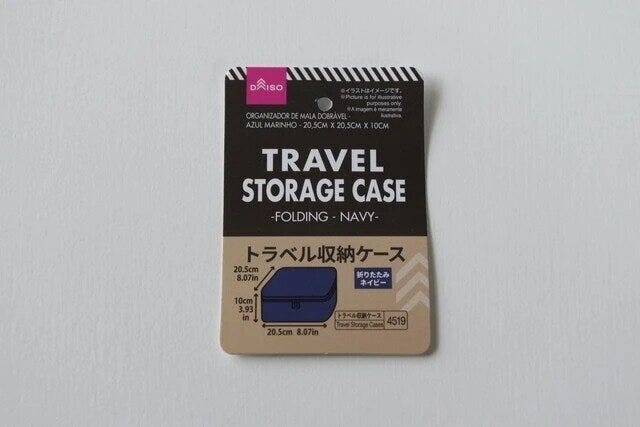 DAISO
※イラストはイメージです。
※Picture is for illustrative
purposes only.
※A imagem é meramente
ilustrativa.
ORGANIZADOR DE MALA DOBRÁVEL -
AZUL MARINHO - 20,5CM X 20,5CM X 10CM
TRAVEL
STORAGE CASE
-FOLDING - NAVY-
トラベル収納ケース
20.5cm
8.07in
折りたたみ
ネイビー
10cm
3.93
in
20.5cm 8.07in
トラベル収納ケース
Travel Storage Cases
4519